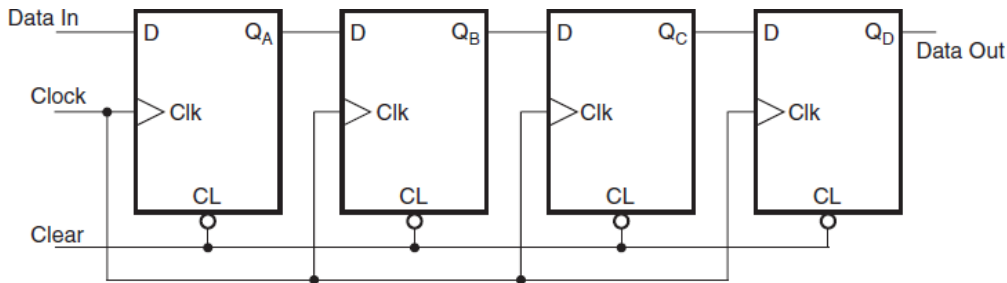 Data In
D QA D QB D QC D QD
Data Out
Clock
Clk Clk Clk Clk
CL CL CL CL
Clear